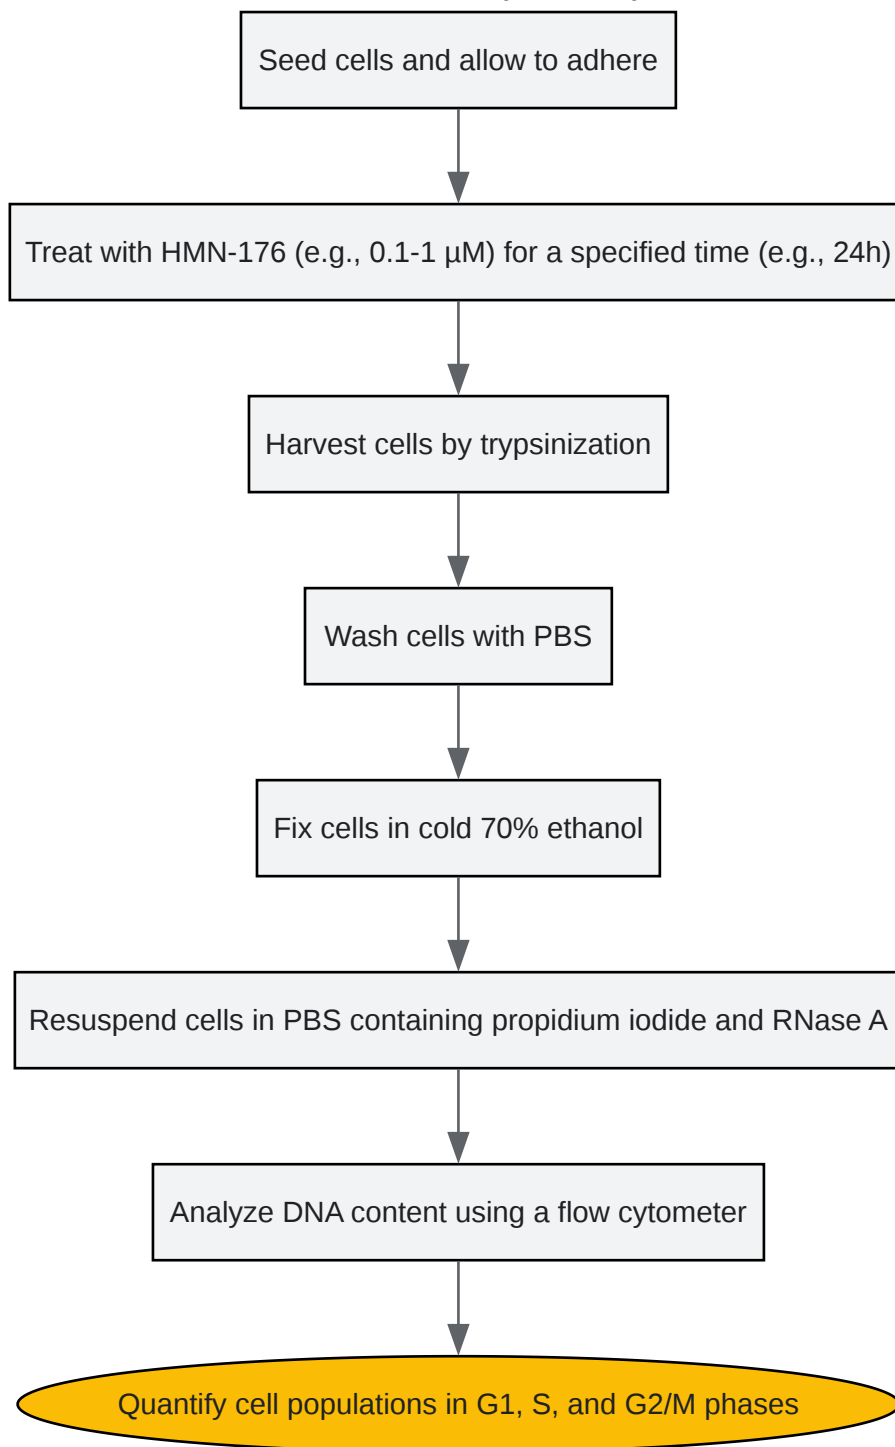 Seed cells and allow to adhere
Treat with HMN-176 (e.g., 0.1-1 µM) for a specified time (e.g., 24h)
Harvest cells by trypsinization
Wash cells with PBS
Fix cells in cold 70% ethanol
Resuspend cells in PBS containing propidium iodide and RNase A
Analyze DNA content using a flow cytometer
Quantify cell populations in G1, S, and G2/M phases